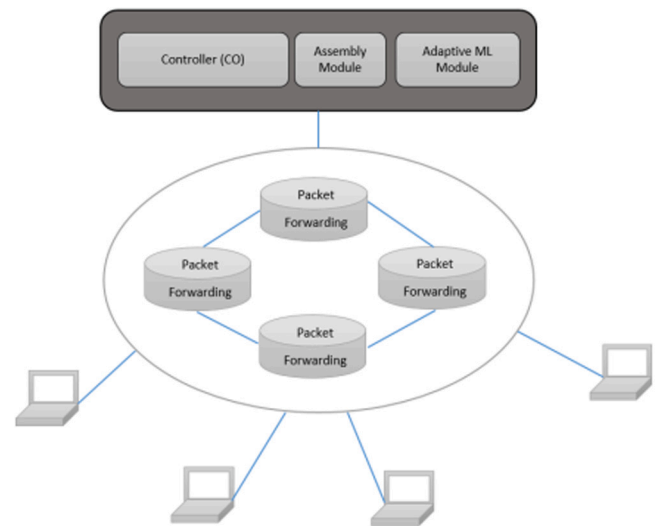 Controller (CO)
Assembly
Module
Adaptive ML
Module
Packet
Forwarding
Packet
Forwarding
Packet
Forwarding
Packet
Forwarding